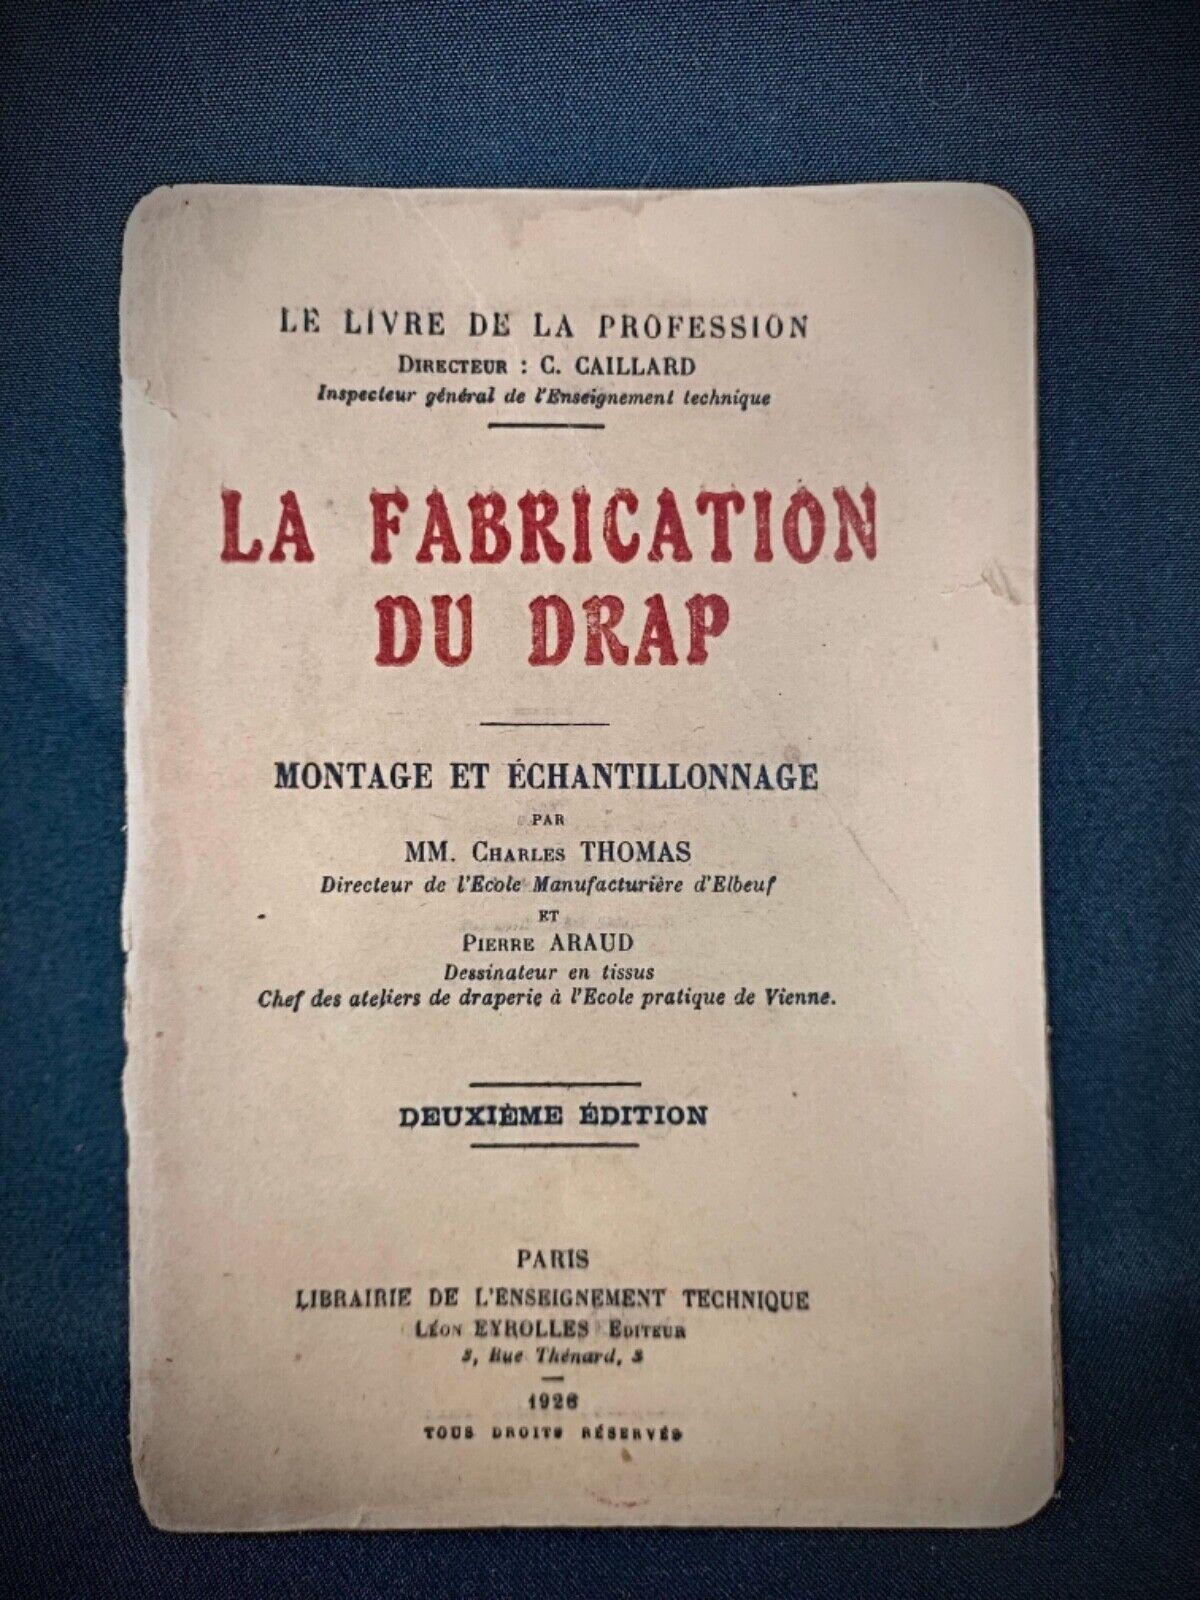 LE LIVRE DE LA PROFESSION
DIRECTEUR : C. CAILLARD
Inspecteur général de l'Enseignement technique
LA FABRICATION
DU DRAP
MONTAGE ET ÉCHANTILLONNAGE
PAR
MM. CHARLES THOMAS
Directeur de l'Ecole Manufacturière d'Elbeuf
ET
PIERRE ARAUD
Dessinateur en tissus
Chef des ateliers de draperie à l'Ecole pratique de Vienne.
DEUXIÈME ÉDITION
PARIS
LIBRAIRIE DE L'ENSEIGNEMENT TECHNIQUE
LÉON EYROLLES EDITEUR
3, Rue Thénard, 3
1926
TOUS DROITS RÉSERVÉS